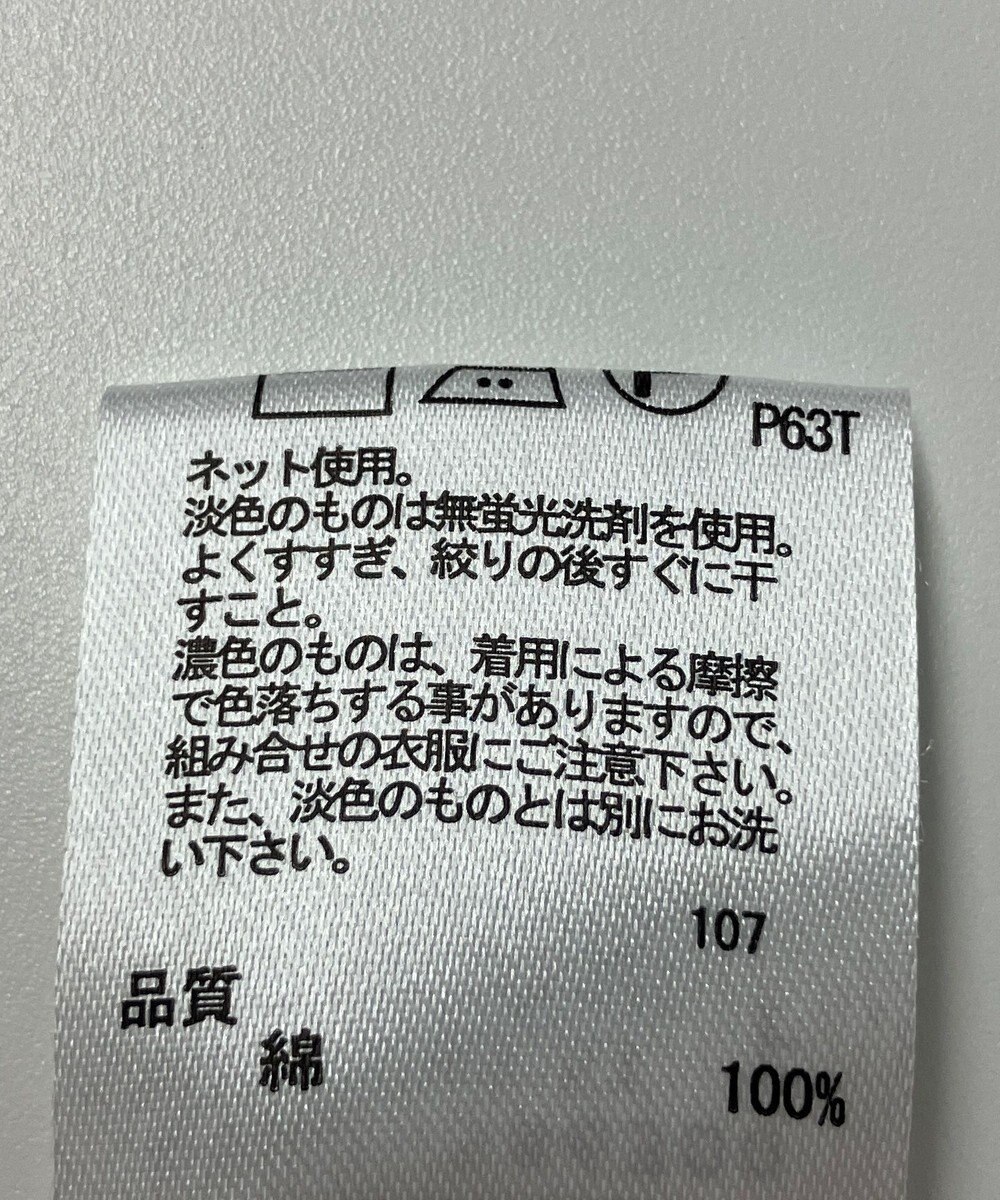 P63T
ネット使用。
淡色のものは無蛍光洗剤を使用。
よくすすぎ、絞りの後すぐに干
すこと。
濃色のものは、着用による摩擦
で色落ちする事がありますので、
組み合せの衣服にご注意下さい。
また、淡色のものとは別にお洗
い下さい。
107
品質
綿 100%